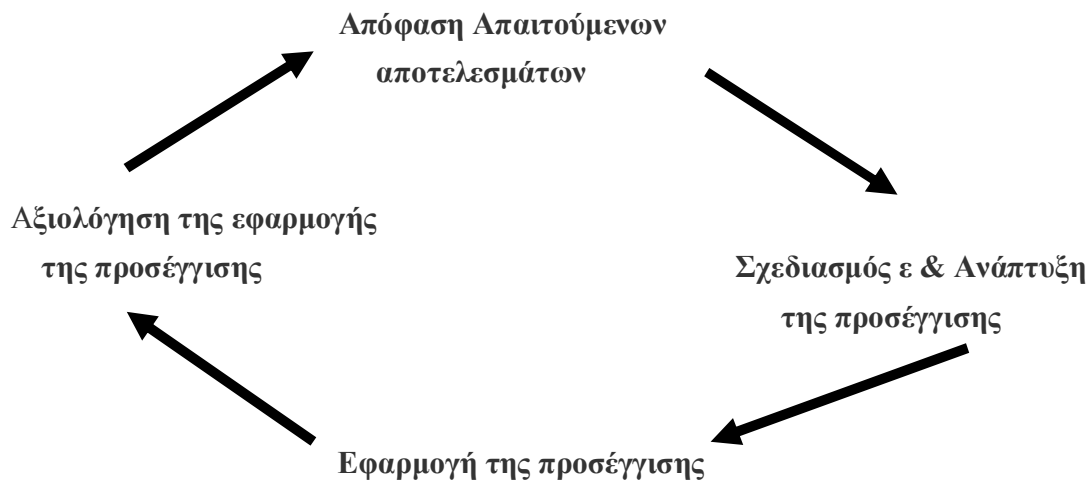 Απόφαση Απαιτούμενων
αποτελεσμάτων
Αξιολόγηση της εφαρμογής
της προσέγγισης
Σχεδιασμός ε & Ανάπτυξη
της προσέγγισης
Εφαρμογή της προσέγγισης